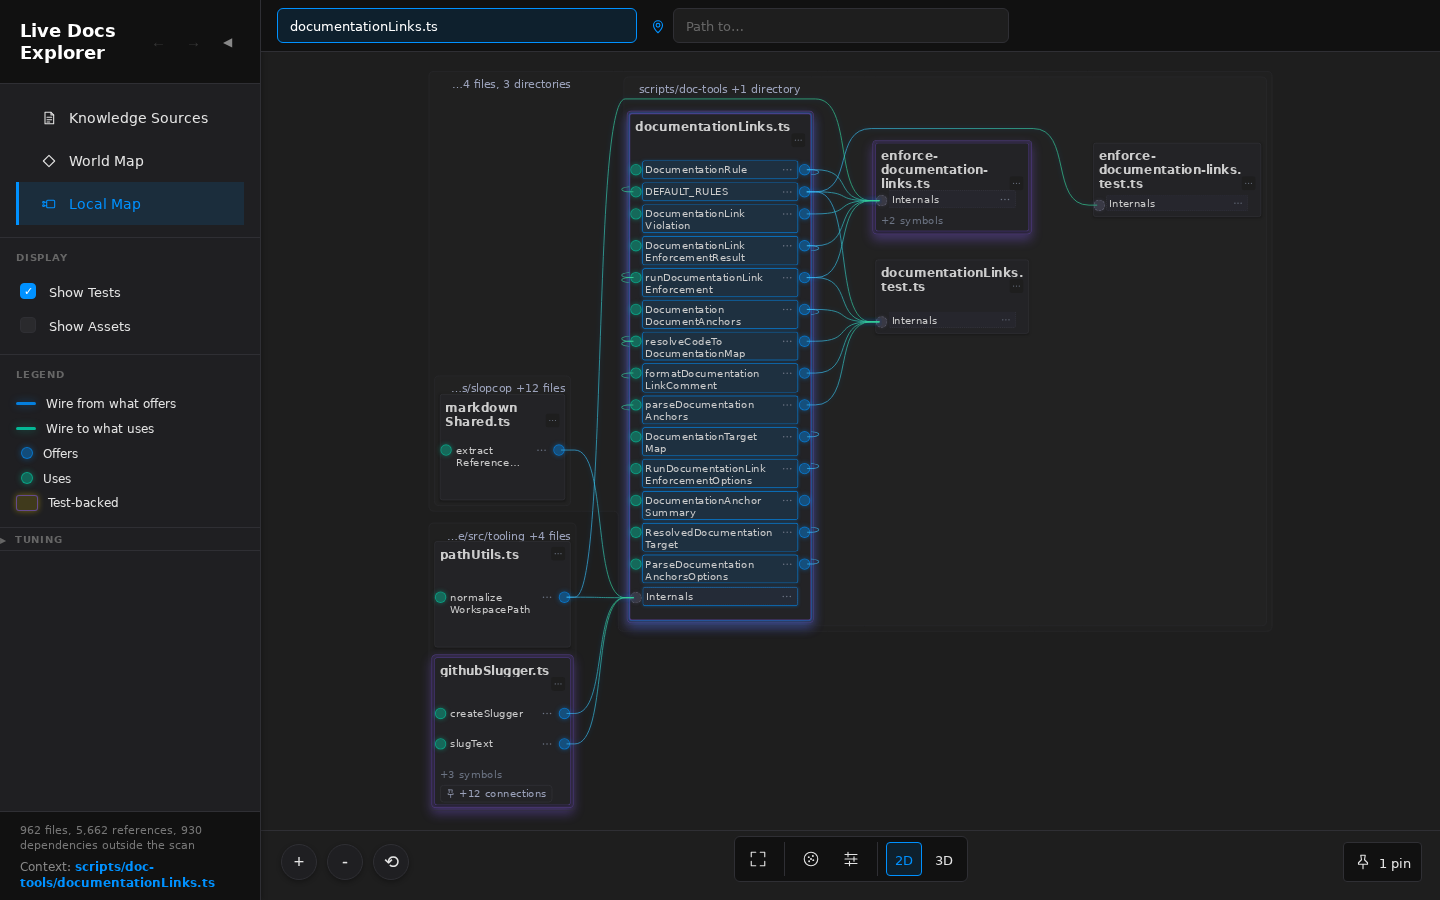 Live Docs
Explorer
Knowledge Sources
World Map
Local Map
DISPLAY
Show Tests
Show Assets
LEGEND
Wire from what offers
Wire to what uses
Offers
Uses
Test-backed
TUNING
962 files, 5,662 references, 930
dependencies outside the scan
Context: scripts/doc-
tools/documentationLinks.ts
documentationLinks.ts
Path to...
...4 files, 3 directories
scripts/doc-tools +1 directory
documentationLinks.ts
DocumentationRule
DEFAULT_RULES
DocumentationLink
Violation
DocumentationLink
EnforcementResult
runDocumentationLink
Enforcement
Documentation
DocumentAnchors
resolveCodeTo
DocumentationMap
formatDocumentation
LinkComment
parseDocumentation
Anchors
DocumentationTarget
Map
RunDocumentationLink
EnforcementOptions
DocumentationAnchor
Summary
ResolvedDocumentation
Target
ParseDocumentation
AnchorsOptions
Internals
enforce-
documentation-
links.ts
Internals
+2 symbols
enforce-
documentation-links.
test.ts
Internals
documentationLinks.
test.ts
Internals
...s/slopcop +12 files
markdown
Shared.ts
extract
Reference...
...e/src/tooling +4 files
pathUtils.ts
normalize
WorkspacePath
githubSlugger.ts
createSlugger
slugText
+3 symbols
+12 connections
+
-
2D
3D
1 pin